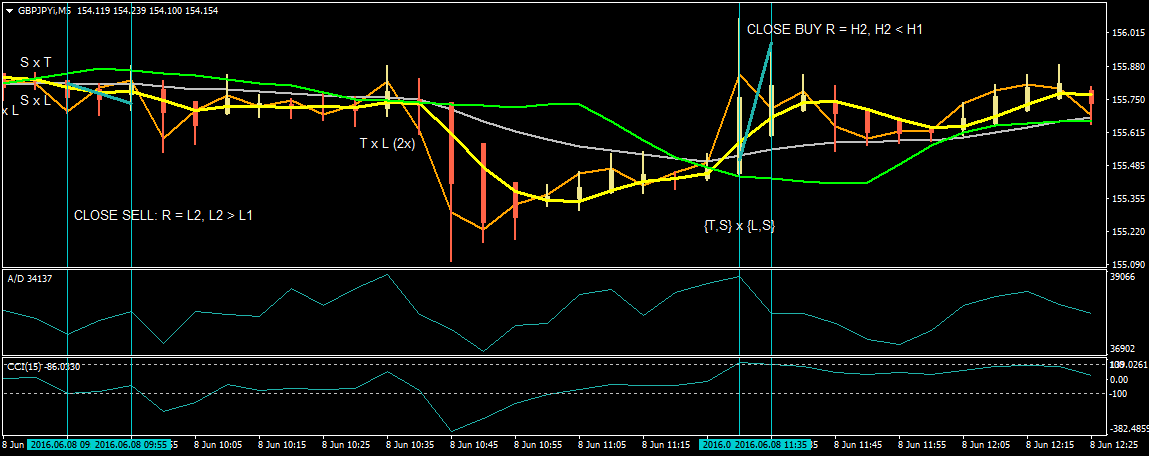 GBPJPYi,M5 154.119 154.239 154.100 154.154
CLOSE BUY R = H2, H2 < H1
156.015
S x T
155.880
S x L
155.750
x L
155.615
T x L (2x)
155.485
155.355
CLOSE SELL: R = L2, L2 > L1
{T,S} x {L,S}
155.220
155.090
A/D 34137
39066
36902
CCI(15) -86.0330
0.00
-100
-382.4859
8 Jun 2016.06.08 09 2016.06.08 09:55 8 Jun 10:05 8 Jun 10:15 8 Jun 10:25 8 Jun 10:35 8 Jun 10:45 8 Jun 10:55 8 Jun 11:05 8 Jun 11:15 2016.0 2016.06.08 11:35 8 Jun 11:45 8 Jun 11:55 8 Jun 12:05 8 Jun 12:15 8 Jun 12:25